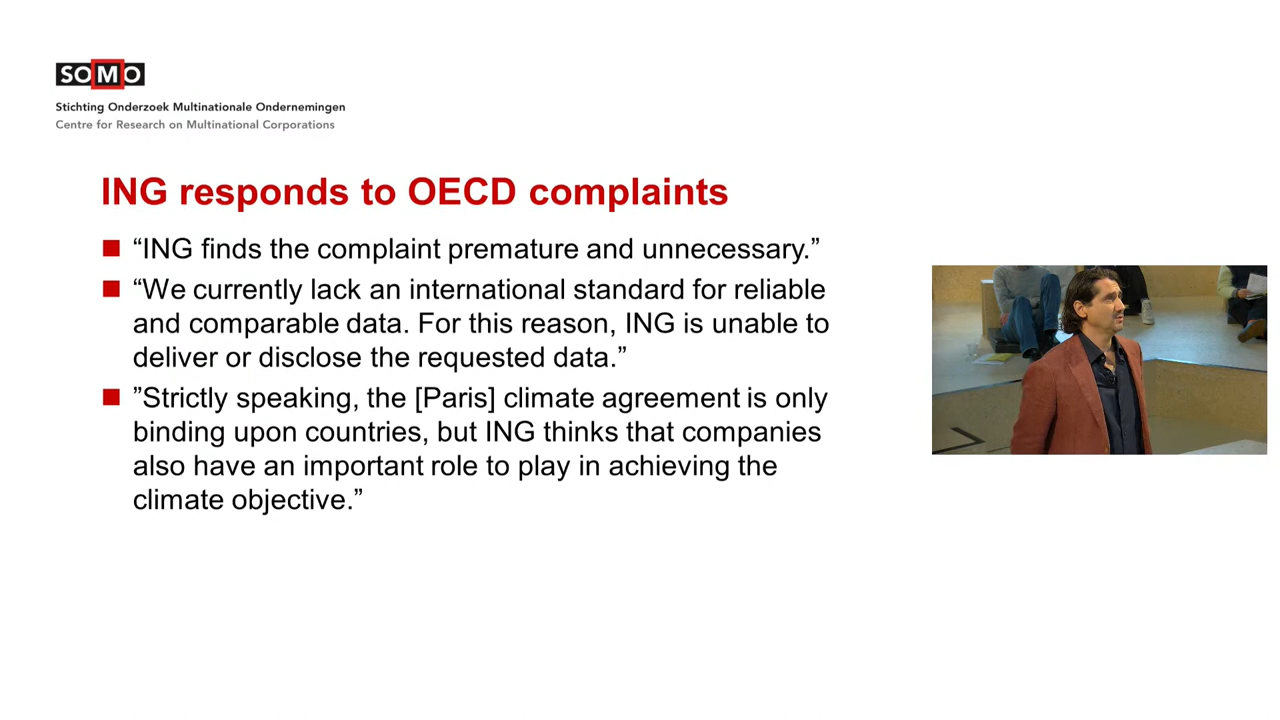 SOMO
Stichting Onderzoek Multinationale Ondernemingen
Centre for Research on Multinational Corporations
ING responds to OECD complaints
“ING finds the complaint premature and unnecessary.”
“We currently lack an international standard for reliable
and comparable data. For this reason, ING is unable to
deliver or disclose the requested data.”
”Strictly speaking, the [Paris] climate agreement is only
binding upon countries, but ING thinks that companies
also have an important role to play in achieving the
climate objective.”